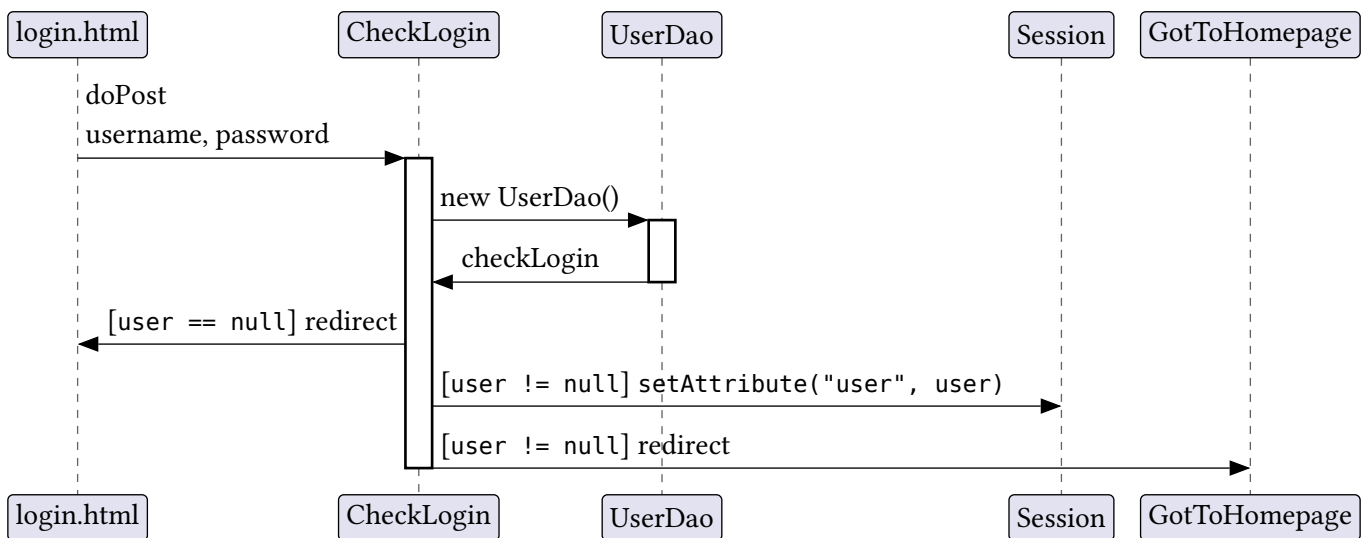 login.html
CheckLogin
UserDao
Session
GotToHomepage
doPost
username, password
new UserDao()
checkLogin
[user == null] redirect
[user != null] setAttribute("user", user)
[user != null] redirect
login.html
CheckLogin
UserDao
Session
GotToHomepage